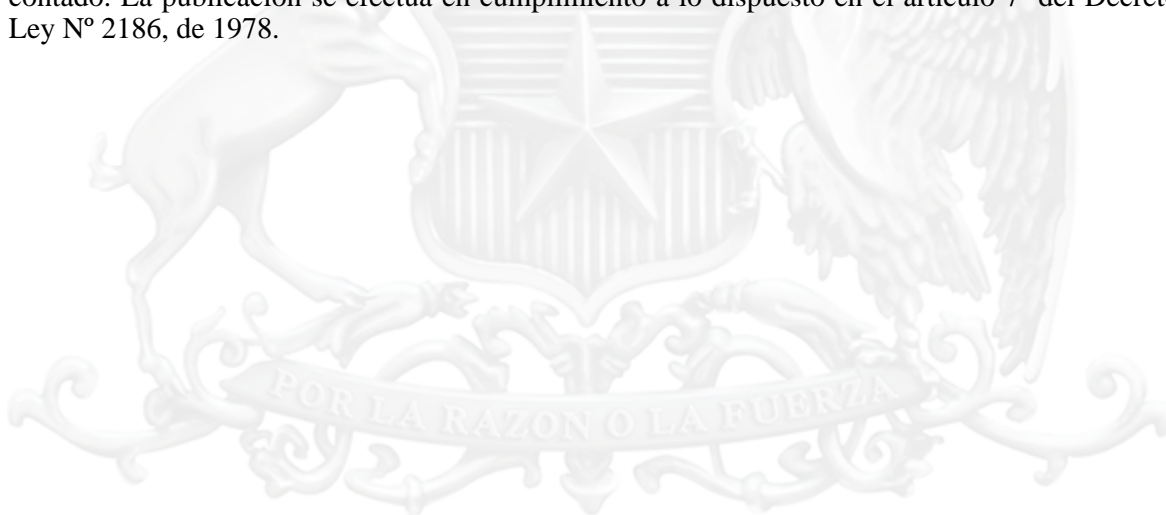 contado. La publicación se efectúa en cumplimiento a lo dispuesto en el artículo 7º del Decreto
Ley Nº 2186, de 1978.
POR LA RAZON O LA FUERZA